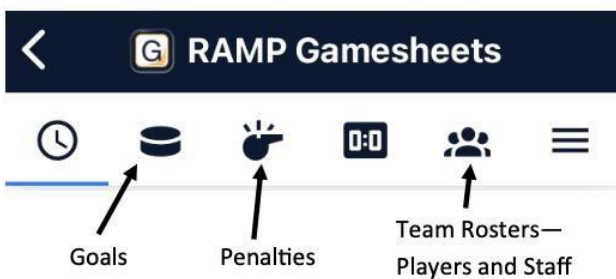 G RAMP Gamesheets
0:0
Goals
Penalties
Team Rosters—
Players and Staff